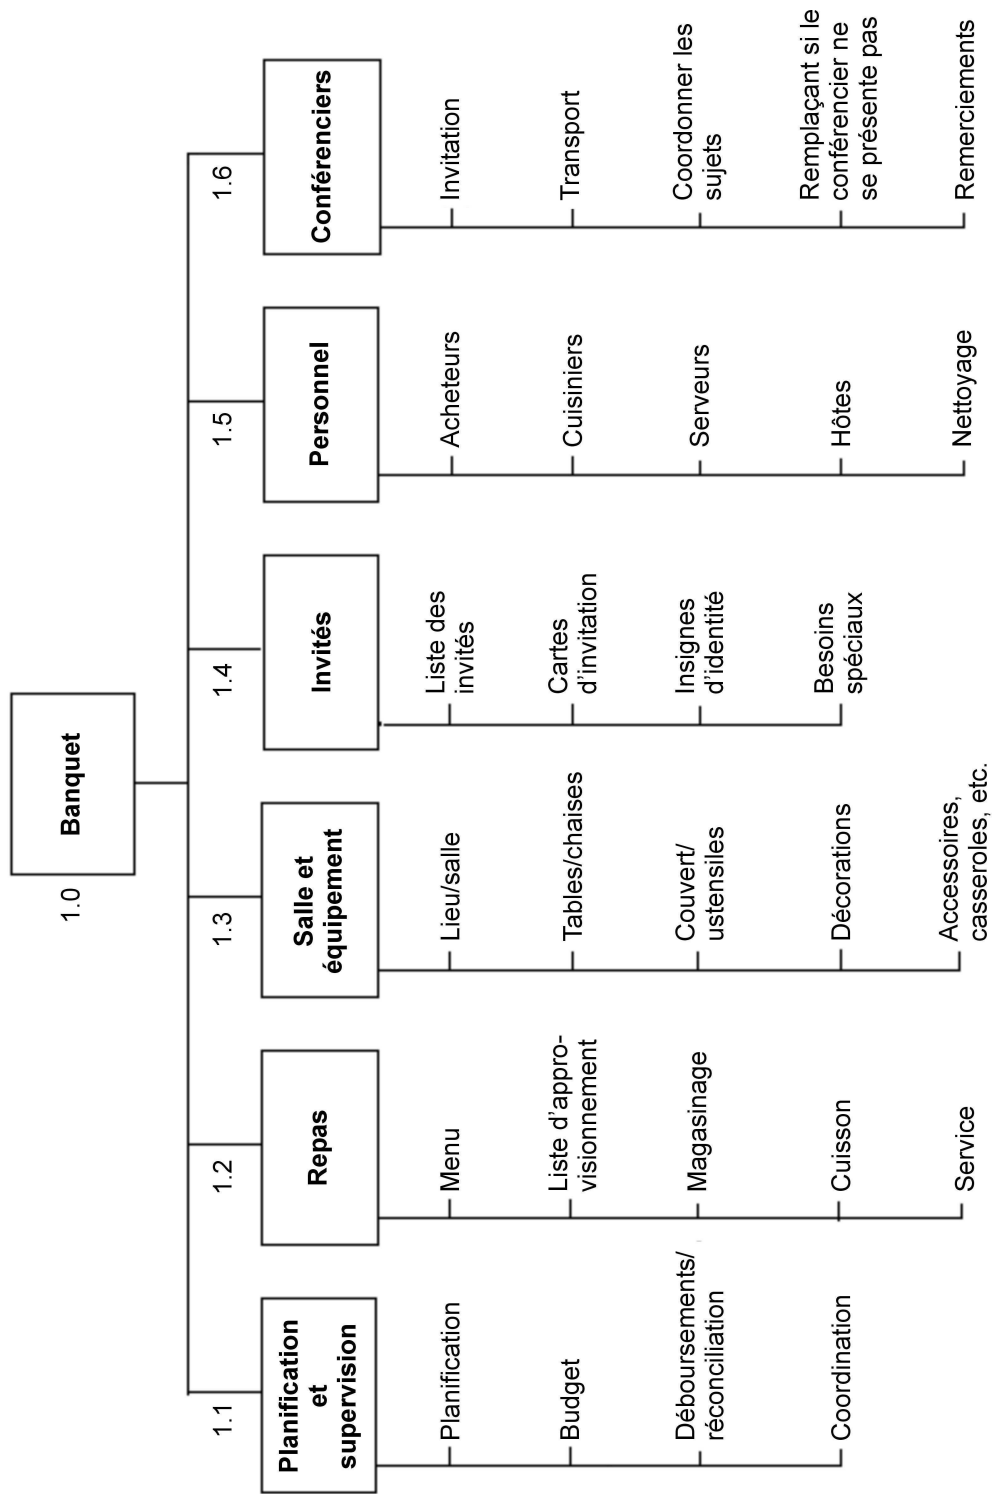 1.0
Banquet
1.1
Planification
et
supervision
Planification
Budget
Déboursements/
réconciliation
Coordination
1.2
Repas
Menu
Liste d'appro-
visionnement
Magasinage
Cuisson
Service
1.3
Salle et
équipement
Lieu/salle
Tables/chaises
Couvert/
ustensiles
Décorations
Accessoires,
casseroles, etc.
1.4
Invités
Liste des
invités
Cartes
d'invitation
Insignes
d'identité
Besoins
spéciaux
1.5
Personnel
Acheteurs
Cuisiniers
Serveurs
Hôtes
Nettoyage
1.6
Conférenciers
Invitation
Transport
Coordonner les
sujets
Remplaçant si le
conférencier ne
se présente pas
Remerciements